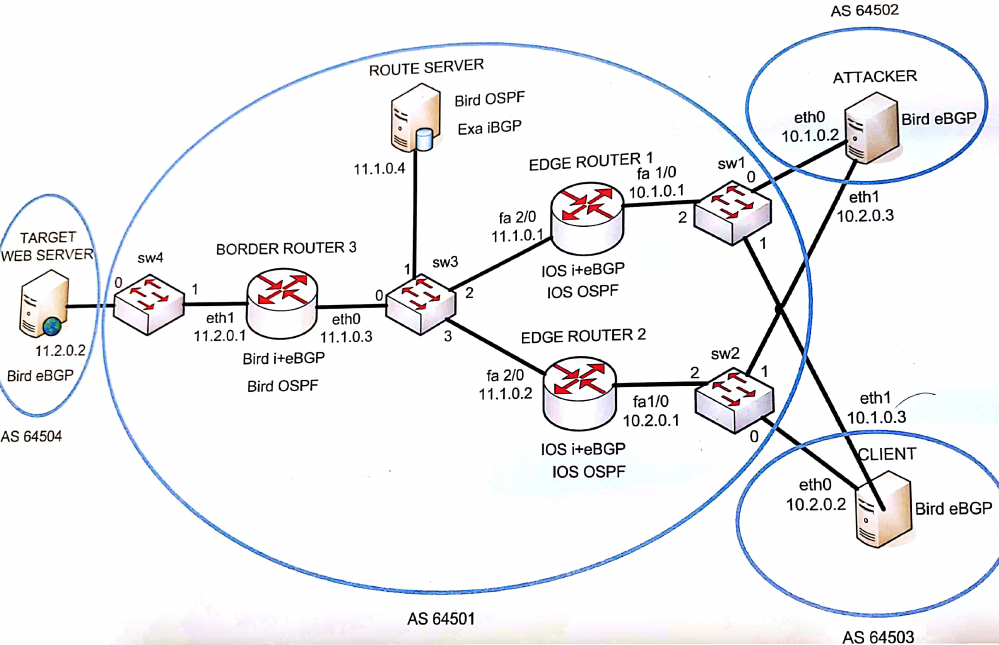 AS 64502
ROUTE SERVER
Bird OSPF
Exa iBGP
11.1.0.4
ATTACKER
eth0
10.1.0.2
Bird eBGP
eth1
10.2.0.3
EDGE ROUTER 1
fa 1/0
10.1.0.1
sw1
0
2
1
fa 2/0
11.1.0.1
IOS i+eBGP
IOS OSPF
TARGET
WEB SERVER
11.2.0.2
Bird eBGP
AS 64504
sw4
0
1
BORDER ROUTER 3
eth1
11.2.0.1
eth0
11.1.0.3
Bird i+eBGP
Bird OSPF
sw3
1
0
2
3
EDGE ROUTER 2
fa 2/0
11.1.0.2
fa1/0
10.2.0.1
IOS i+eBGP
IOS OSPF
sw2
2
1
0
eth1
10.1.0.3
CLIENT
eth0
10.2.0.2
Bird eBGP
AS 64501
AS 64503